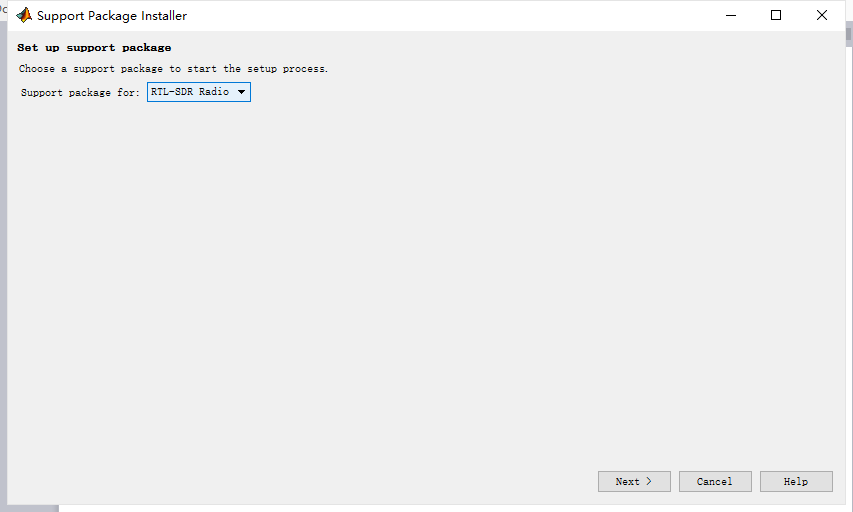 Support Package Installer
Set up support package
Choose a support package to start the setup process.
Support package for: RTL-SDR Radio
Next > Cancel Help